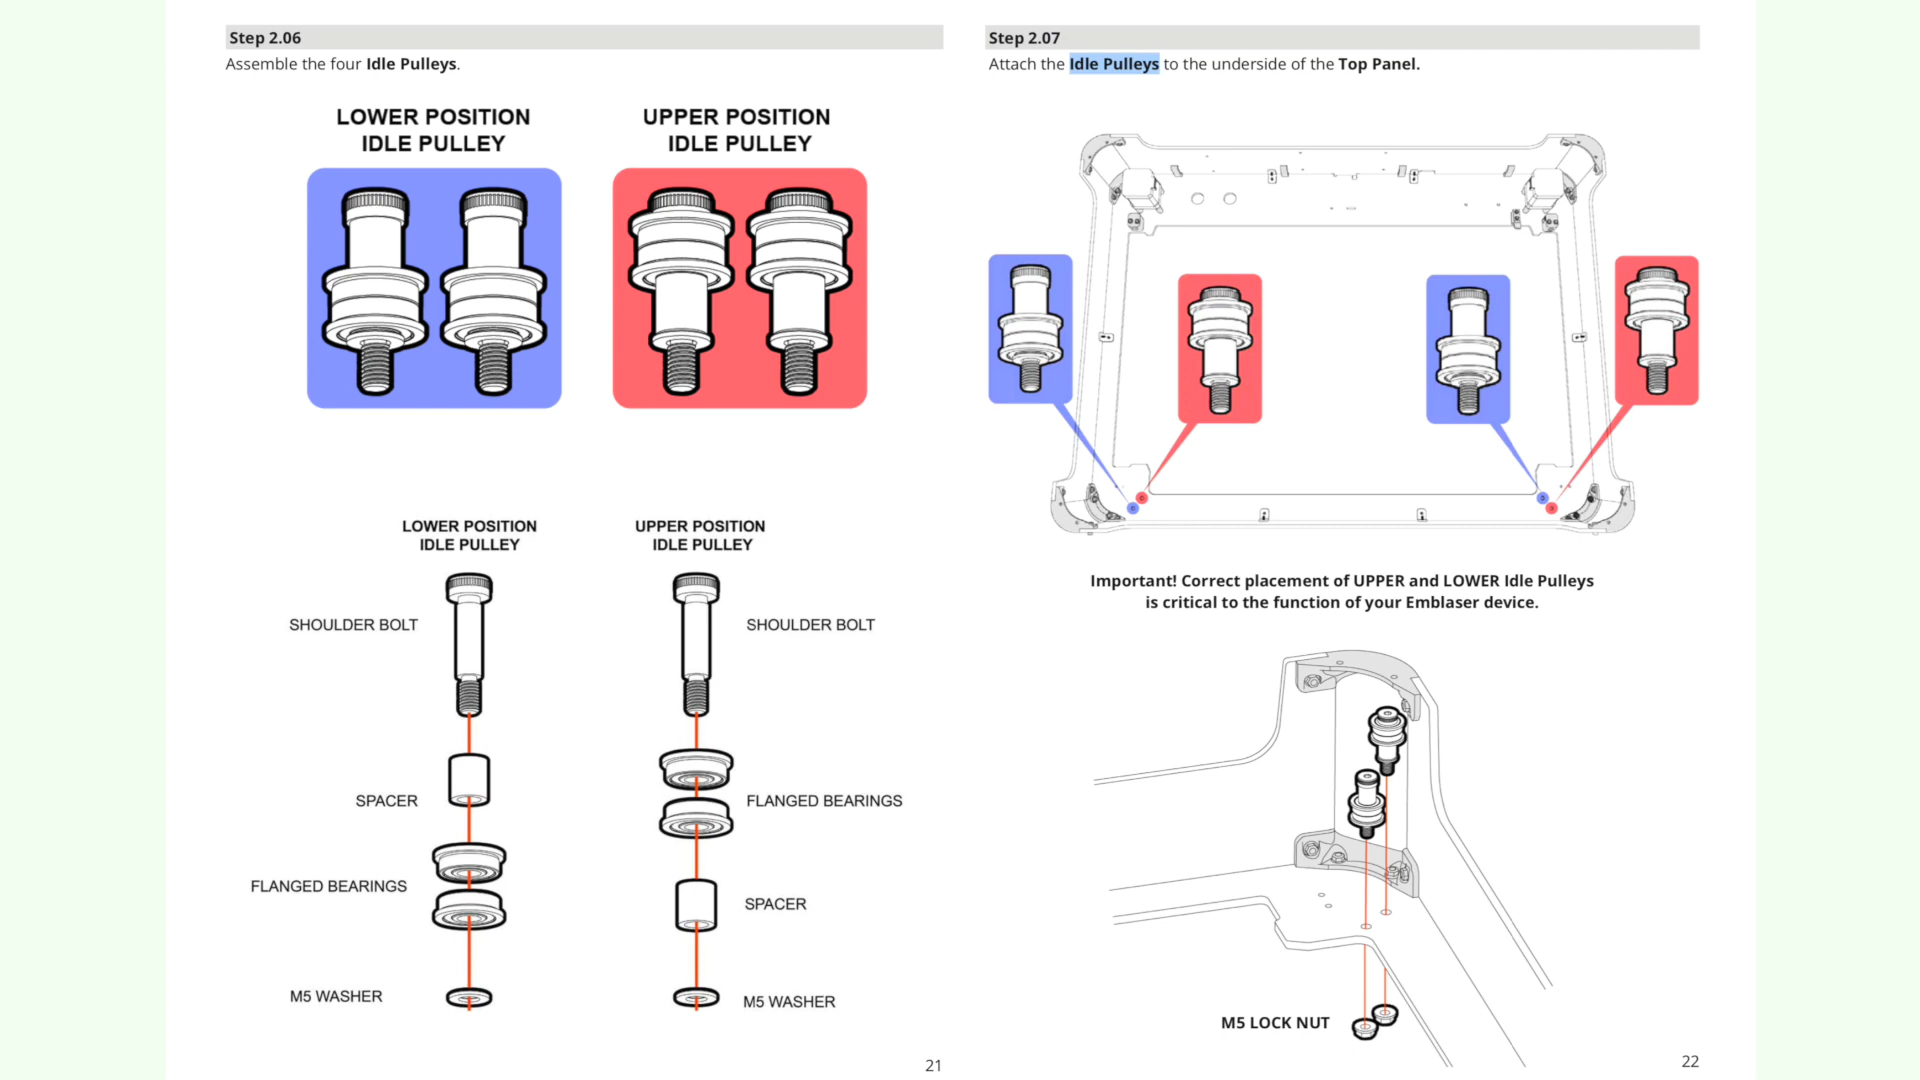 Step 2.06
Assemble the four Idle Pulleys.
LOWER POSITION
IDLE PULLEY
UPPER POSITION
IDLE PULLEY
LOWER POSITION
IDLE PULLEY
UPPER POSITION
IDLE PULLEY
SHOULDER BOLT
SHOULDER BOLT
SPACER
FLANGED BEARINGS
FLANGED BEARINGS
SPACER
M5 WASHER
M5 WASHER
21
Step 2.07
Attach the Idle Pulleys to the underside of the Top Panel.
Important! Correct placement of UPPER and LOWER Idle Pulleys
is critical to the function of your Emblaser device.
M5 LOCK NUT
22